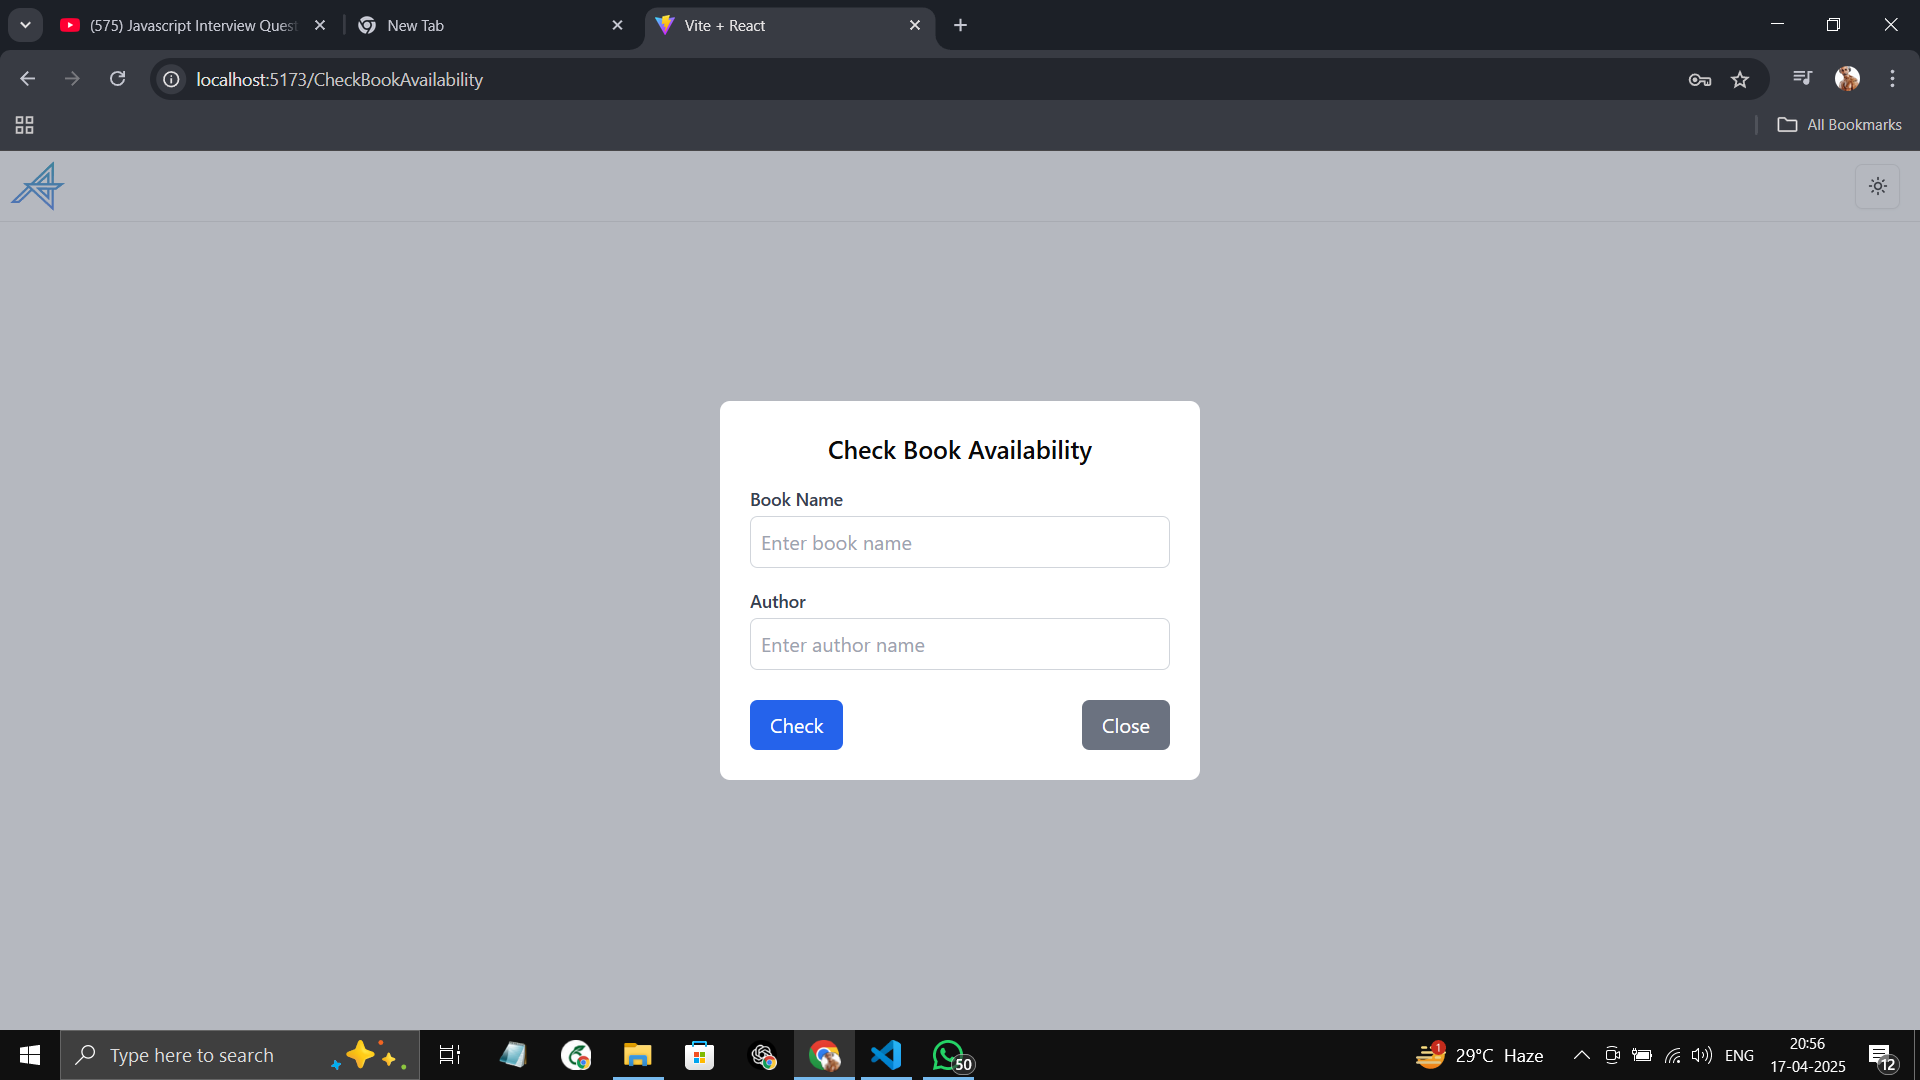 (575) Javascript Interview Quest
New Tab
Vite + React
localhost:5173/CheckBookAvailability
All Bookmarks
Check Book Availability
Book Name
Enter book name
Author
Enter author name
Check
Close
Type here to search
50
1
29°C Haze
ENG
20:56
17-04-2025
12